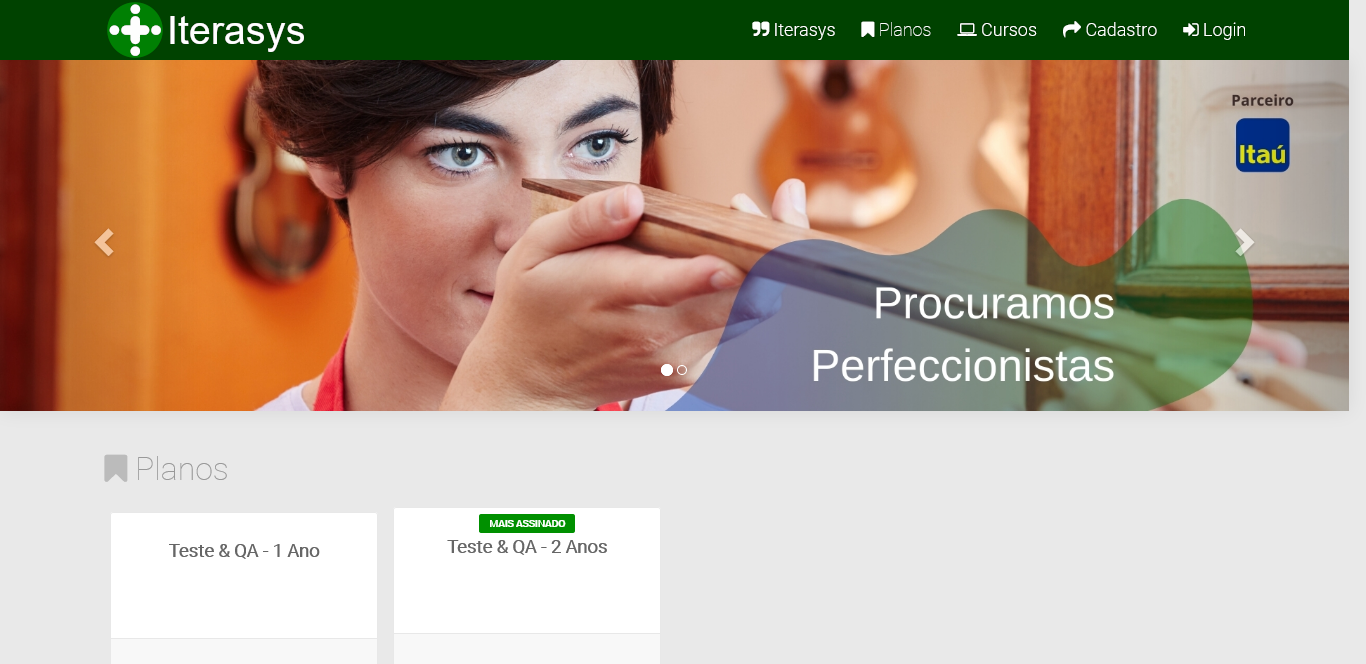 Iterasys
Iterasys
Planos
Cursos
Cadastro
Login
Parceiro
Itaú
Procuramos
Perfeccionistas
Planos
Teste & QA - 1 Ano
MAIS ASSINADO
Teste & QA - 2 Anos